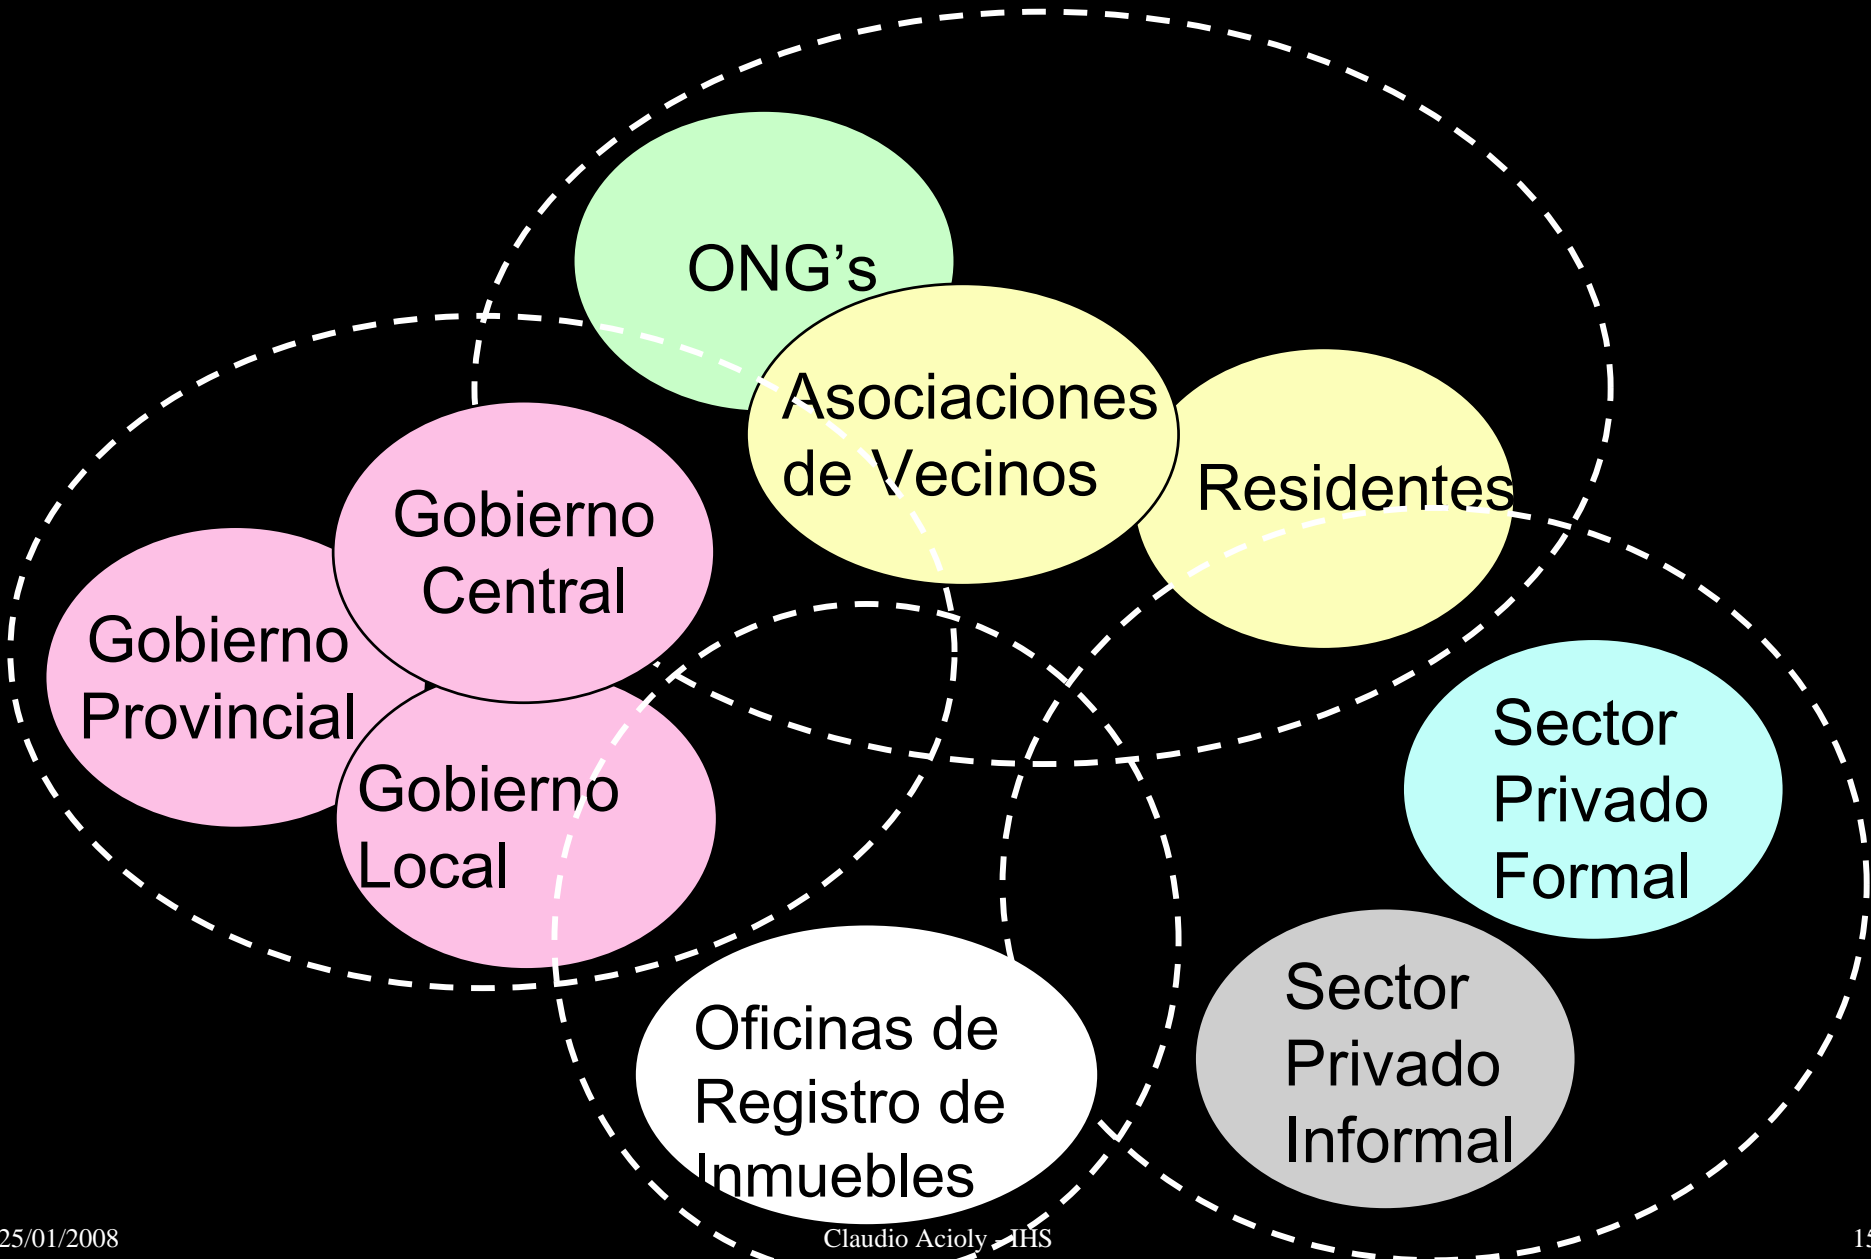 ONG’s
Asociaciones
de Vecinos
Residentes
Gobierno
Central
Gobierno
Provincial
Gobierno
Local
Sector
Privado
Formal
Sector
Privado
Informal
Oficinas de
Registro de
Inmuebles
25/01/2008
Claudio Acioly - IHS